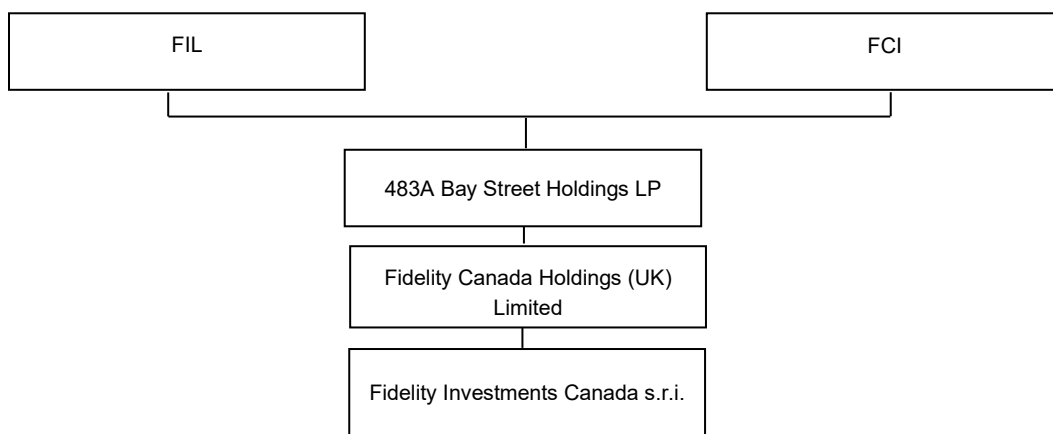 FIL
FCI
483A Bay Street Holdings LP
Fidelity Canada Holdings (UK)
Limited
Fidelity Investments Canada s.r.i.